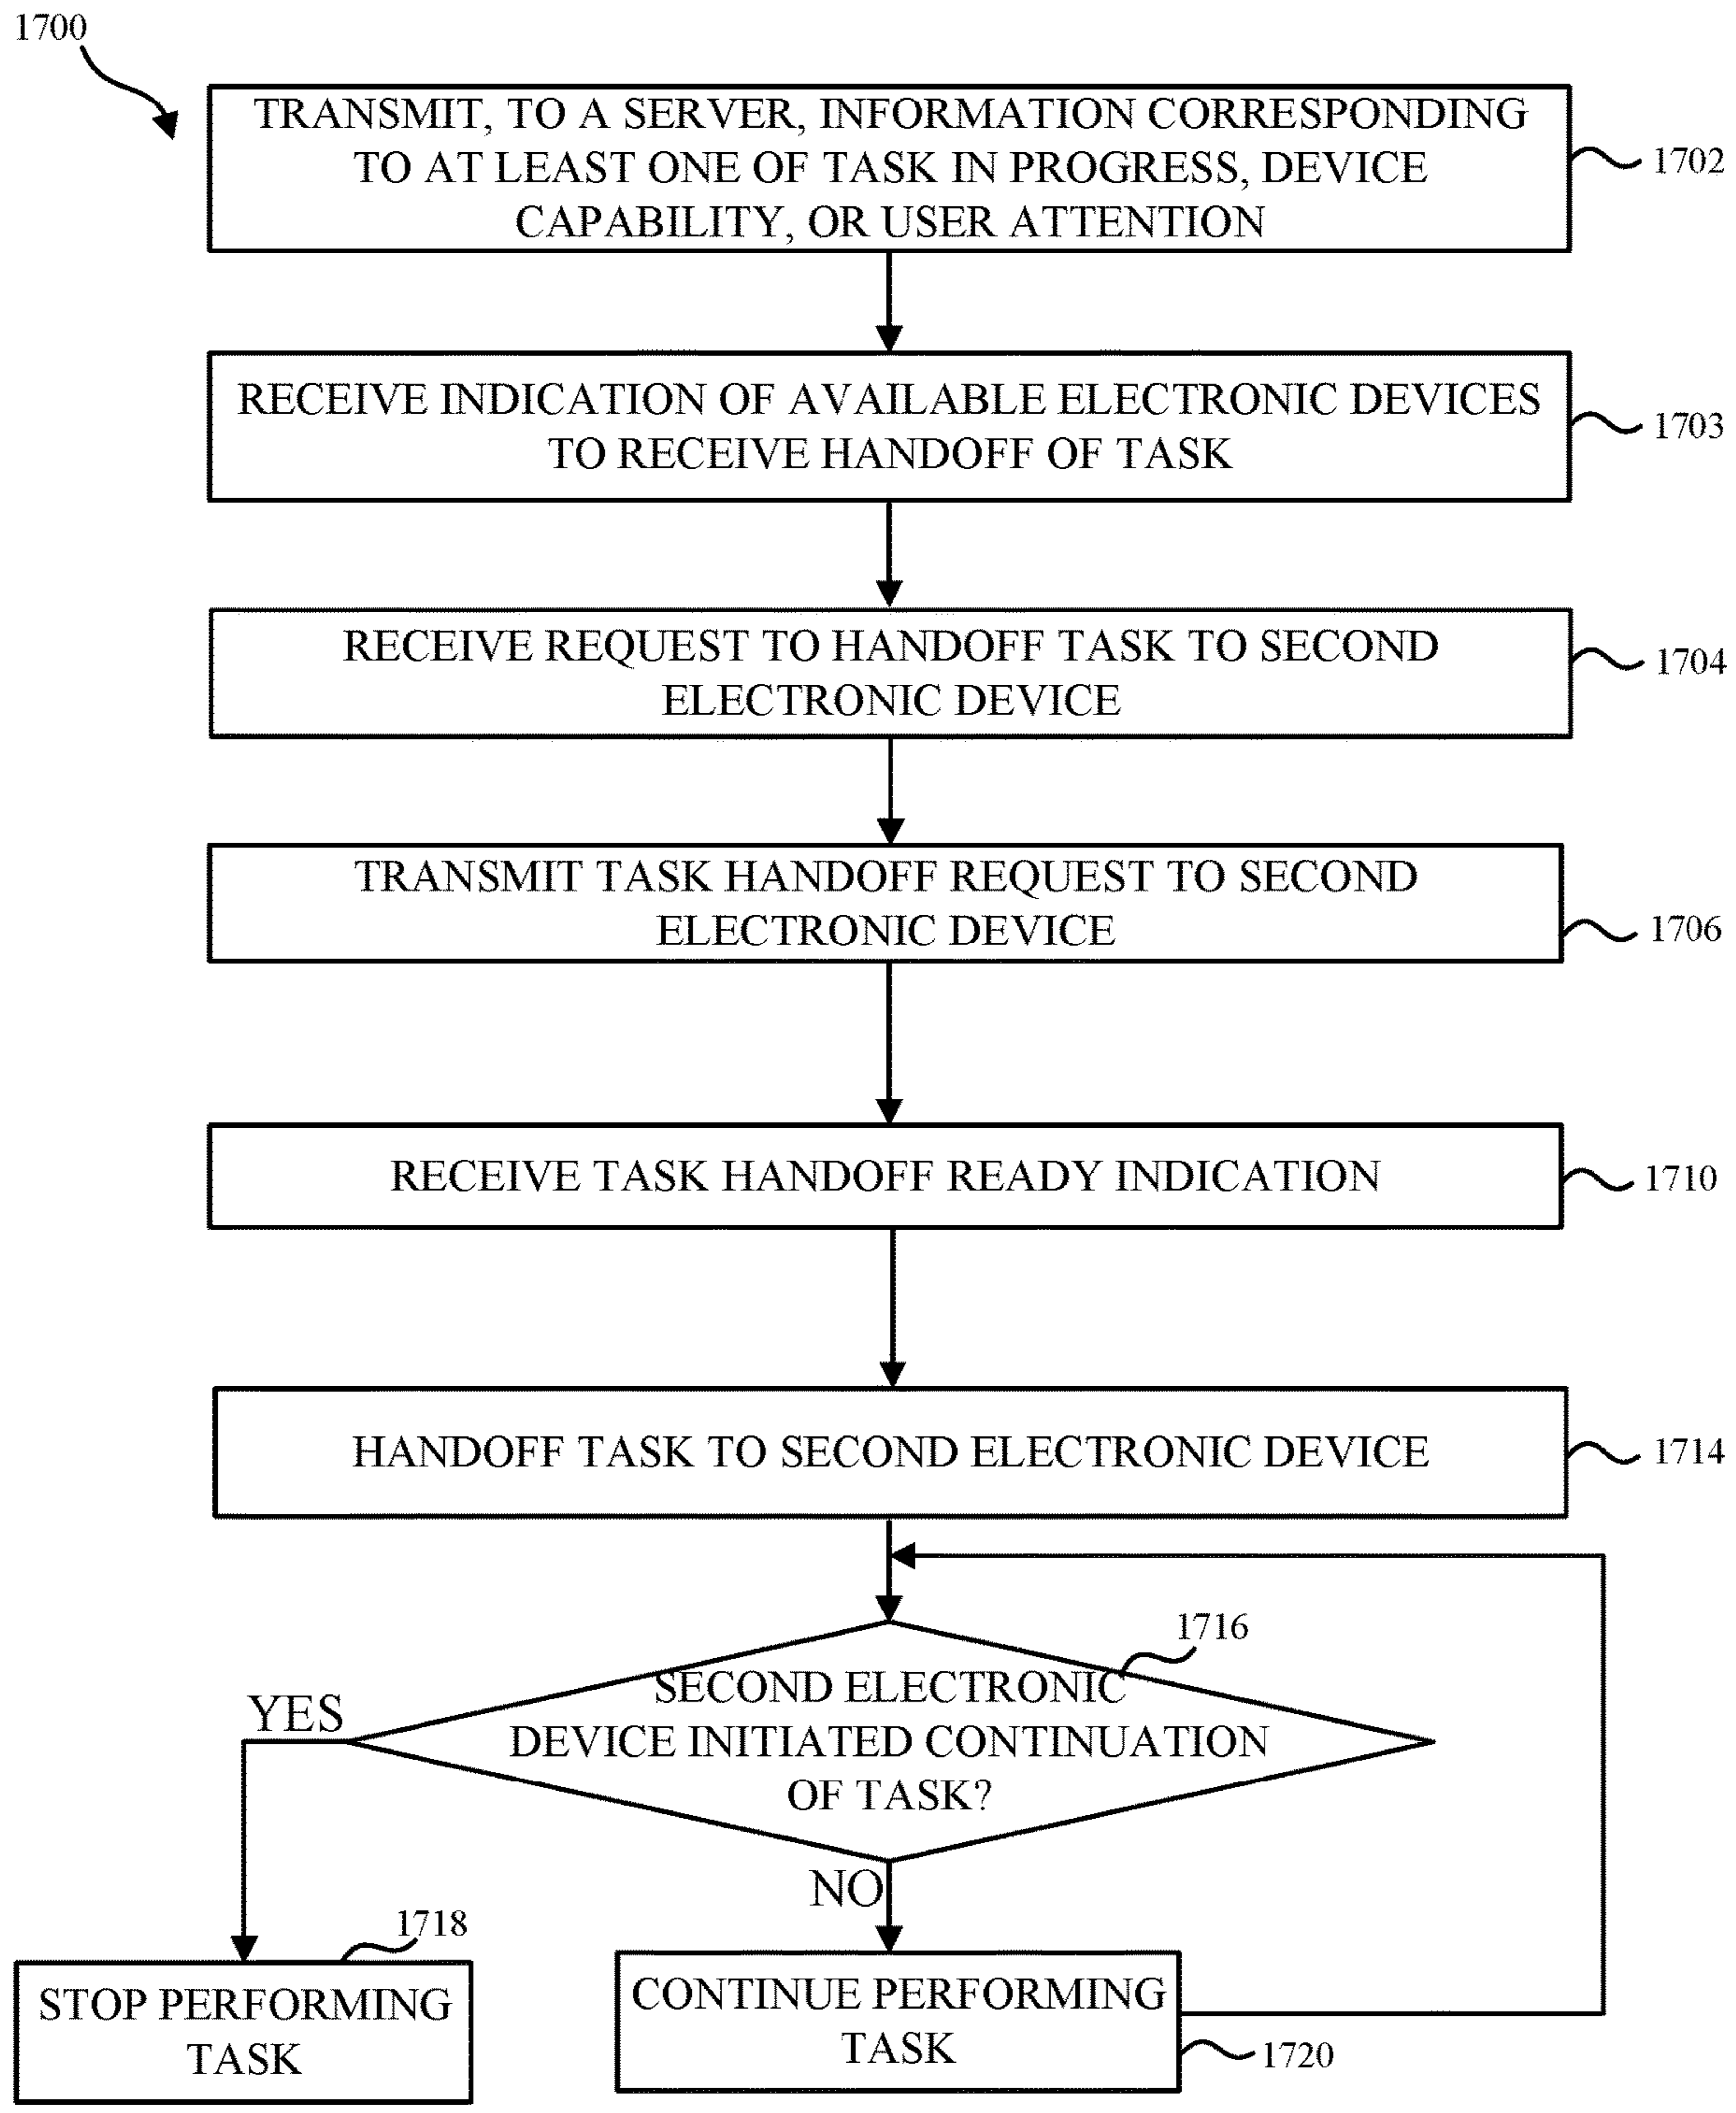 1700
TRANSMIT, TO A SERVER, INFORMATION CORRESPONDING
TO AT LEAST ONE OF TASK IN PROGRESS, DEVICE
CAPABILITY, OR USER ATTENTION
1702
RECEIVE INDICATION OF AVAILABLE ELECTRONIC DEVICES
TO RECEIVE HANDOFF OF TASK
1703
RECEIVE REQUEST TO HANDOFF TASK TO SECOND
ELECTRONIC DEVICE
1704
TRANSMIT TASK HANDOFF REQUEST TO SECOND
ELECTRONIC DEVICE
1706
RECEIVE TASK HANDOFF READY INDICATION
1710
HANDOFF TASK TO SECOND ELECTRONIC DEVICE
1714
1716
SECOND ELECTRONIC
DEVICE INITIATED CONTINUATION
OF TASK?
YES
NO
1718
STOP PERFORMING
TASK
CONTINUE PERFORMING
TASK
1720